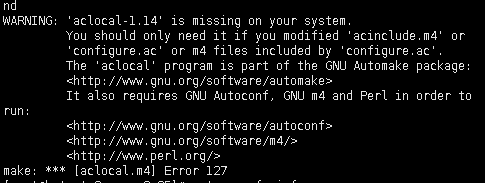 nd
WARNING: 'aclocal-1.14' is missing on your system.
You should only need it if you modified 'acinclude.m4' or
'configure.ac' or m4 files included by 'configure.ac'.
The 'aclocal' program is part of the GNU Automake package:
<http://www.gnu.org/software/automake>
It also requires GNU Autoconf, GNU m4 and Perl in order to
run:
<http://www.gnu.org/software/autoconf>
<http://www.gnu.org/software/m4/>
<http://www.perl.org/>
make: *** [aclocal.m4] Error 127